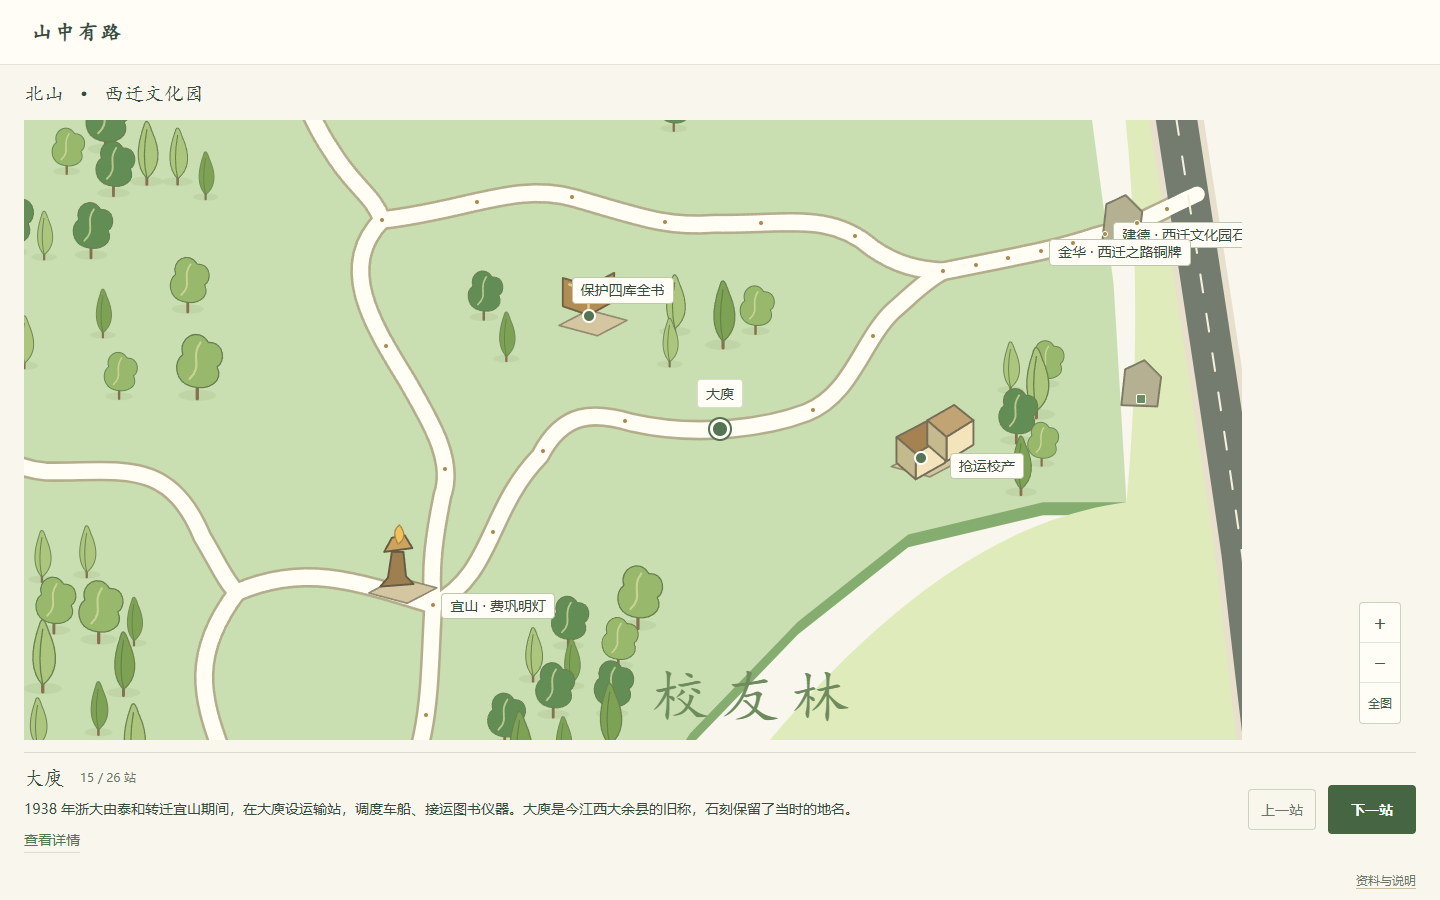 山中有路
北山 • 西迁文化园
建德 · 西迁文化园石
金华 · 西迁之路铜牌
保护四库全书
大庾
抢运校产
宜山 · 费巩明灯
校友林
+
−
全图
大庾 15 / 26 站
1938 年浙大由泰和转迁宜山期间，在大庾设运输站，调度车船、接运图书仪器。大庾是今江西大余县的旧称，石刻保留了当时的地名。
查看详情
上一站
下一站
资料与说明